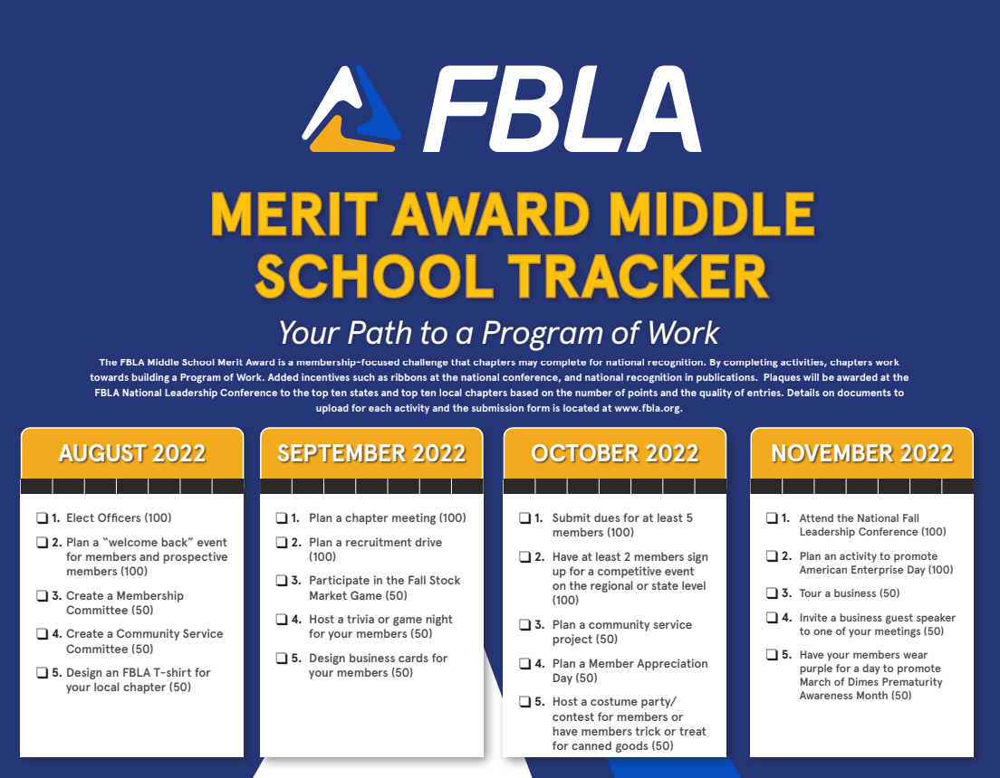 FBLA
MERIT AWARD MIDDLE
SCHOOL TRACKER
Your Path to a Program of Work
The FBLA Middle School Merit Award is a membership-focused challenge that chapters may complete for national recognition. By completing activities, chapters work
towards building a Program of Work. Added incentives such as ribbons at the national conference, and national recognition in publications. Plaques will be awarded at the
FBLA National Leadership Conference to the top ten states and top ten local chapters based on the number of points and the quality of entries. Details on documents to
upload for each activity and the submission form is located at www.fbla.org.
AUGUST 2022
❏ 1. Elect Officers (100)
❏ 2. Plan a “welcome back” event
for members and prospective
members (100)
❏ 3. Create a Membership
Committee (50)
❏ 4. Create a Community Service
Committee (50)
❏ 5. Design an FBLA T-shirt for
your local chapter (50)
SEPTEMBER 2022
❏ 1. Plan a chapter meeting (100)
❏ 2. Plan a recruitment drive
(100)
❏ 3. Participate in the Fall Stock
Market Game (50)
❏ 4. Host a trivia or game night
for your members (50)
❏ 5. Design business cards for
your members (50)
OCTOBER 2022
❏ 1. Submit dues for at least 5
members (100)
❏ 2. Have at least 2 members sign
up for a competitive event
on the regional or state level
(100)
❏ 3. Plan a community service
project (50)
❏ 4. Plan a Member Appreciation
Day (50)
❏ 5. Host a costume party/
contest for members or
have members trick or treat
for canned goods (50)
NOVEMBER 2022
❏ 1. Attend the National Fall
Leadership Conference (100)
❏ 2. Plan an activity to promote
American Enterprise Day (100)
❏ 3. Tour a business (50)
❏ 4. Invite a business guest speaker
to one of your meetings (50)
❏ 5. Have your members wear
purple for a day to promote
March of Dimes Prematurity
Awareness Month (50)